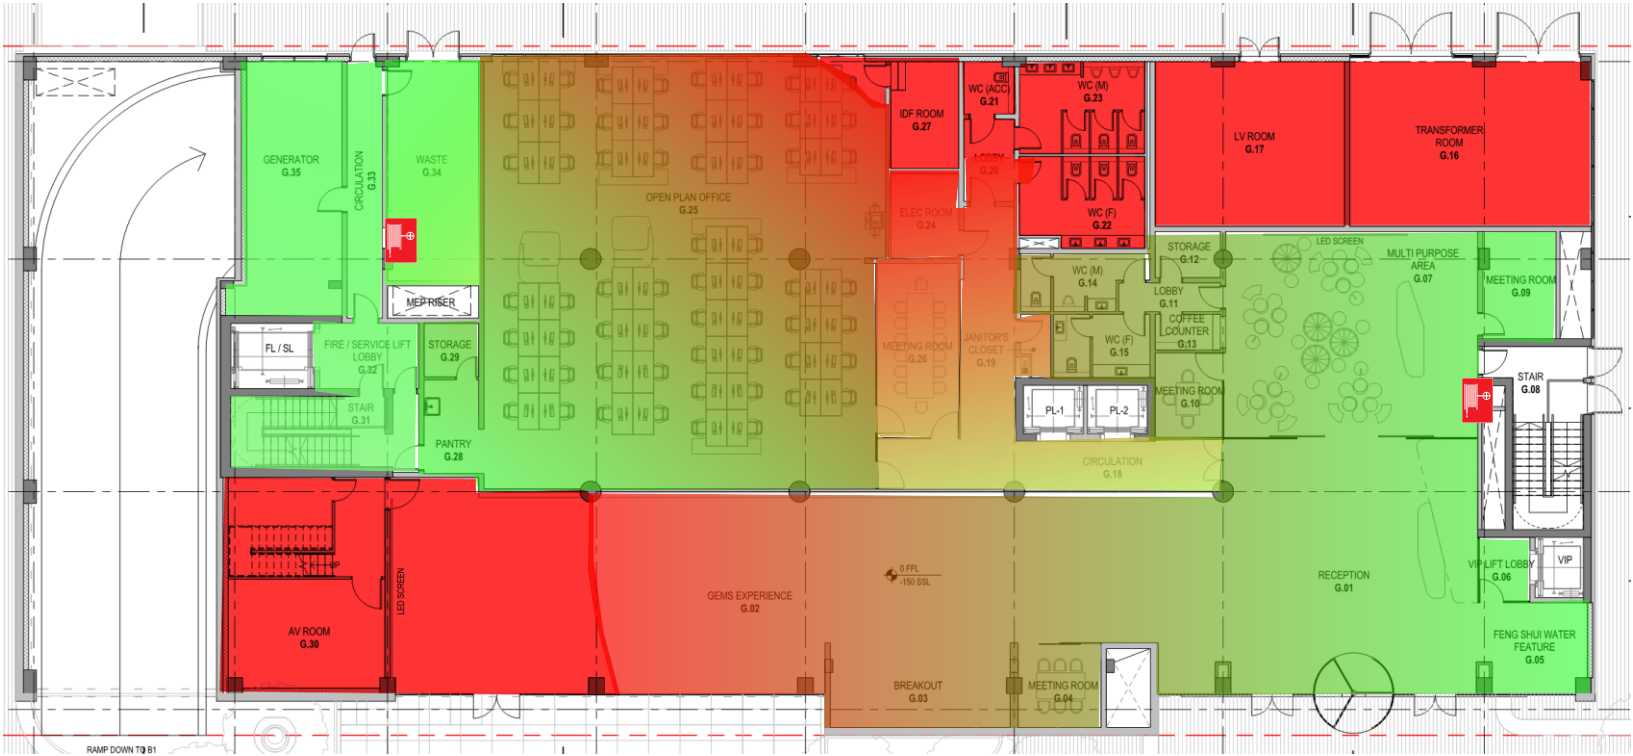 GENERATOR
G.35
CIRCULATION
G.33
WASTE
G.34
OPEN PLAN OFFICE
G.25
IDF ROOM
G.27
WC (ACC)
G.21
WC (M)
G.23
LOBBY
G.20
WC (F)
G.22
ELEC ROOM
G.24
LV ROOM
G.17
TRANSFORMER
ROOM
G.16
STORAGE
G.12
LED SCREEN
MULTI PURPOSE
AREA
G.07
MEETING ROOM
G.09
WC (M)
G.14
LOBBY
G.11
COFFEE
COUNTER
G.13
WC (F)
G.15
MEP RISER
FL / SL
FIRE / SERVICE LIFT
LOBBY
G.32
STORAGE
G.29
MEETING ROOM
G.26
JANITOR'S
CLOSET
G.19
MEETING ROOM
G.10
STAIR
G.08
PL-1
PL-2
STAIR
G.31
PANTRY
G.28
CIRCULATION
G.18
UP
LED SCREEN
AV ROOM
G.30
GEMS EXPERIENCE
G.02
0 FFL
-150 SSL
RECEPTION
G.01
VIP LIFT LOBBY
G.06
VIP
FENG SHUI WATER
FEATURE
G.05
BREAKOUT
G.03
MEETING ROOM
G.04
RAMP DOWN TO B1